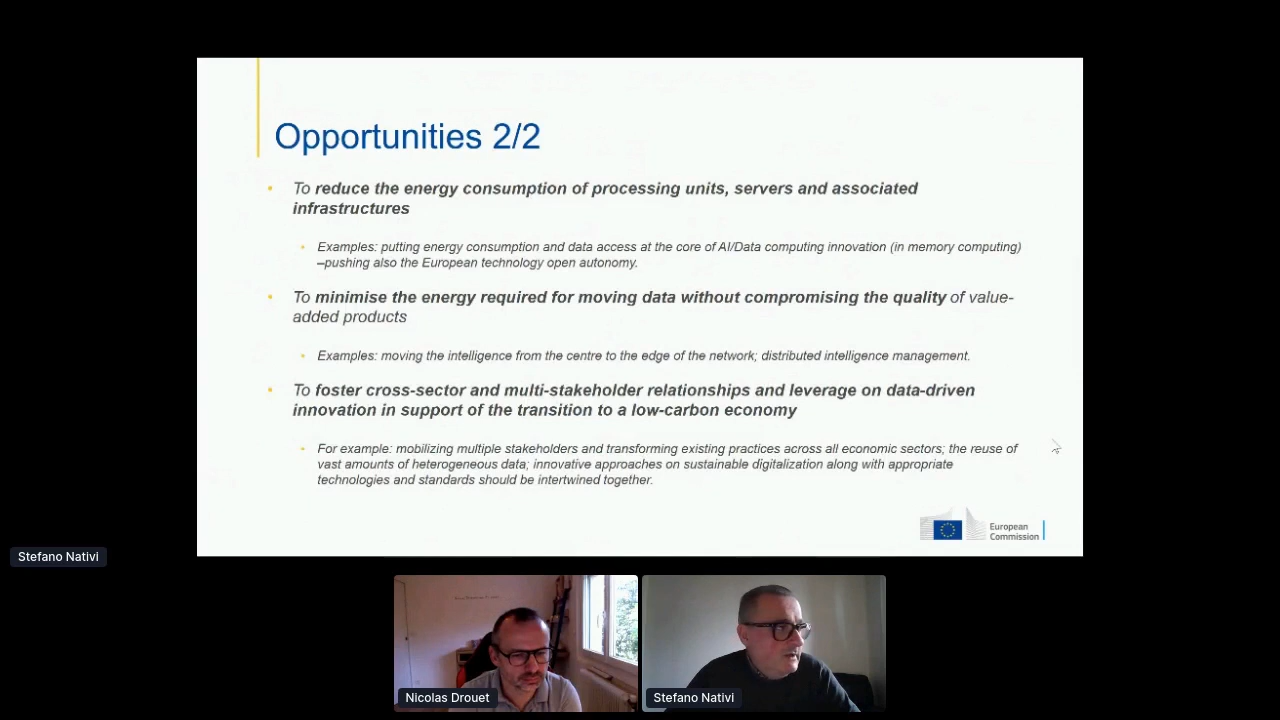 Opportunities 2/2
• To reduce the energy consumption of processing units, servers and associated
infrastructures
• Examples: putting energy consumption and data access at the core of AI/Data computing innovation (in memory computing)
–pushing also the European technology open autonomy.
• To minimise the energy required for moving data without compromising the quality of value-
added products
• Examples: moving the intelligence from the centre to the edge of the network; distributed intelligence management.
• To foster cross-sector and multi-stakeholder relationships and leverage on data-driven
innovation in support of the transition to a low-carbon economy
• For example: mobilizing multiple stakeholders and transforming existing practices across all economic sectors; the reuse of
vast amounts of heterogeneous data; innovative approaches on sustainable digitalization along with appropriate
technologies and standards should be intertwined together.
European
Commission
Stefano Nativi
Nicolas Drouet
Stefano Nativi